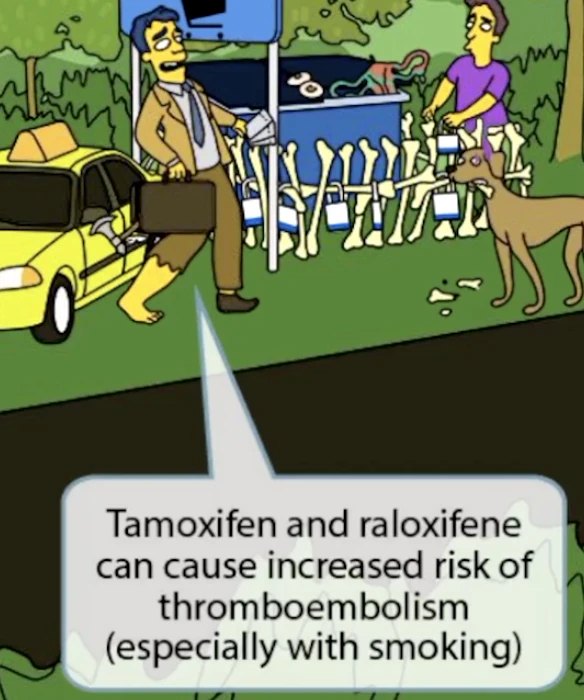 Tamoxifen and raloxifene
can cause increased risk of
thromboembolism
(especially with smoking)